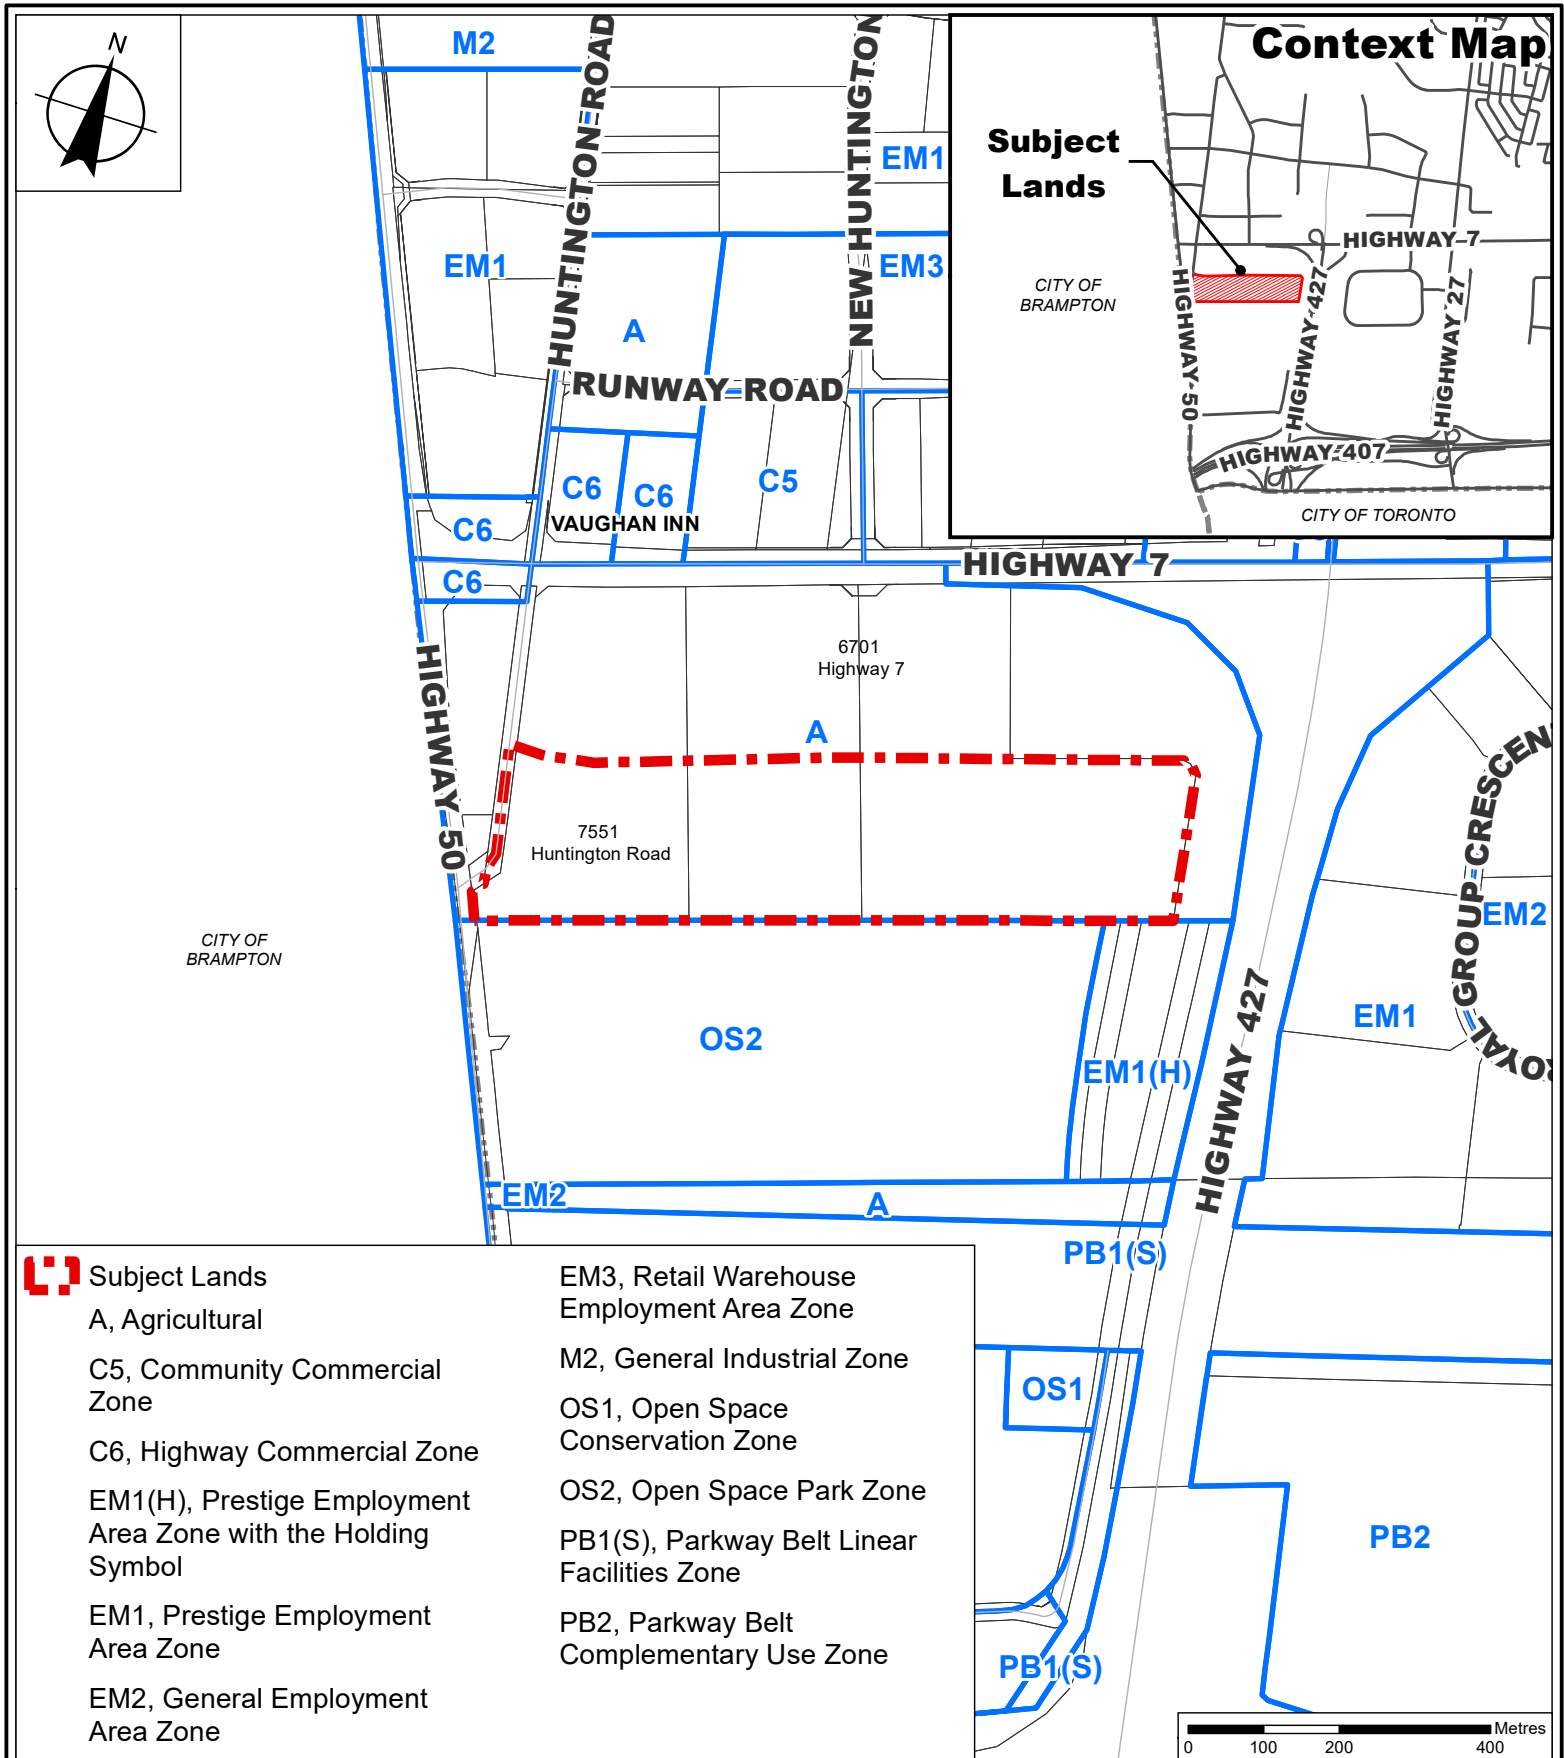 N
M2
HUNTINGTON ROAD
NEW HUNTINGTON
EM1
EM1
EM3
A
RUNWAY ROAD
C6
C6
C5
VAUGHAN INN
C6
C6
HIGHWAY 7
Context Map
Subject
Lands
HIGHWAY 7
CITY OF
BRAMPTON
HIGHWAY 50
HIGHWAY 427
HIGHWAY 27
HIGHWAY 407
CITY OF TORONTO
6701
Highway 7
A
HIGHWAY 50
7551
Huntington Road
CITY OF
BRAMPTON
ROYAL GROUP CRESCEN
EM2
OS2
EM1(H)
HIGHWAY 427
EM1
EM2
A
PB1(S)
OS1
PB2
PB1(S)
Subject Lands
A, Agricultural
C5, Community Commercial
Zone
C6, Highway Commercial Zone
EM1(H), Prestige Employment
Area Zone with the Holding
Symbol
EM1, Prestige Employment
Area Zone
EM2, General Employment
Area Zone
EM3, Retail Warehouse
Employment Area Zone
M2, General Industrial Zone
OS1, Open Space
Conservation Zone
OS2, Open Space Park Zone
PB1(S), Parkway Belt Linear
Facilities Zone
PB2, Parkway Belt
Complementary Use Zone
Metres
0 100 200 400